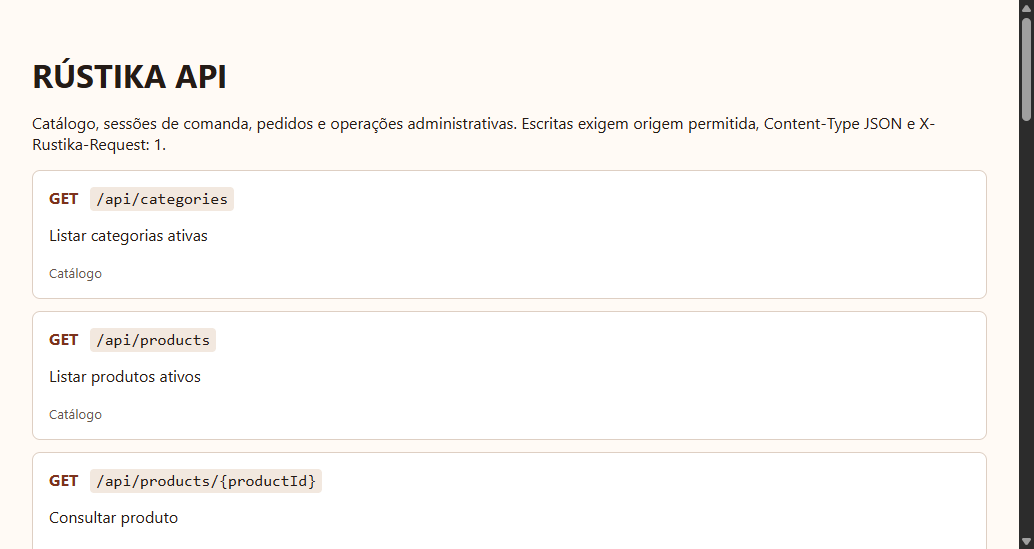 RÚSTIKA API
Catálogo, sessões de comanda, pedidos e operações administrativas. Escritas exigem origem permitida, Content-Type JSON e X-
Rustika-Request: 1.
GET /api/categories
Listar categorias ativas
Catálogo
GET /api/products
Listar produtos ativos
Catálogo
GET /api/products/{productId}
Consultar produto